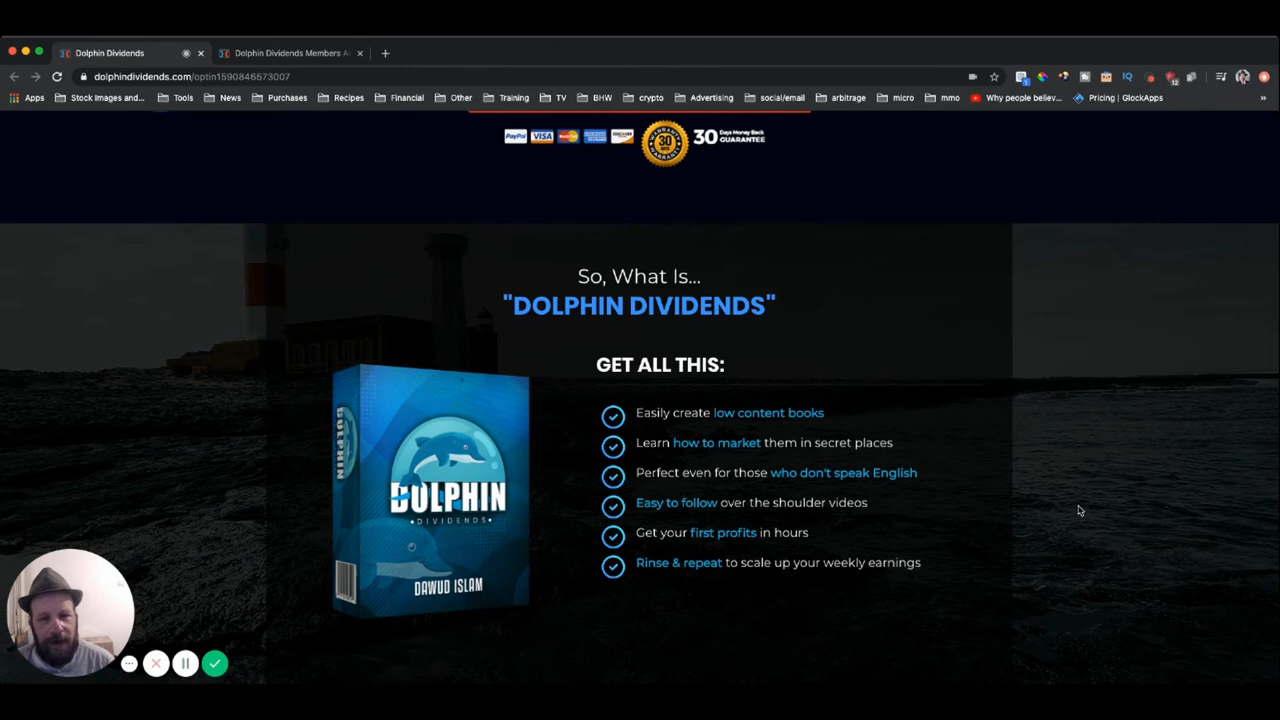 Dolphin Dividends
Dolphin Dividends Members A
dolphindividends.com/optin1590846573007
Apps
Stock Images and...
Tools
News
Purchases
Recipes
Financial
Other
Training
TV
BHW
crypto
Advertising
social/email
arbitrage
micro
mmo
Why people believ...
Pricing | GlockApps
»
PayPal
VISA
30
30 Days Money Back
GUARANTEE
So, What Is...
"DOLPHIN DIVIDENDS"
GET ALL THIS:
Easily create low content books
Learn how to market them in secret places
Perfect even for those who don't speak English
Easy to follow over the shoulder videos
Get your first profits in hours
Rinse & repeat to scale up your weekly earnings
DOLPHIN
DOLPHIN
•DIVIDENDS•
DAWUD ISLAM